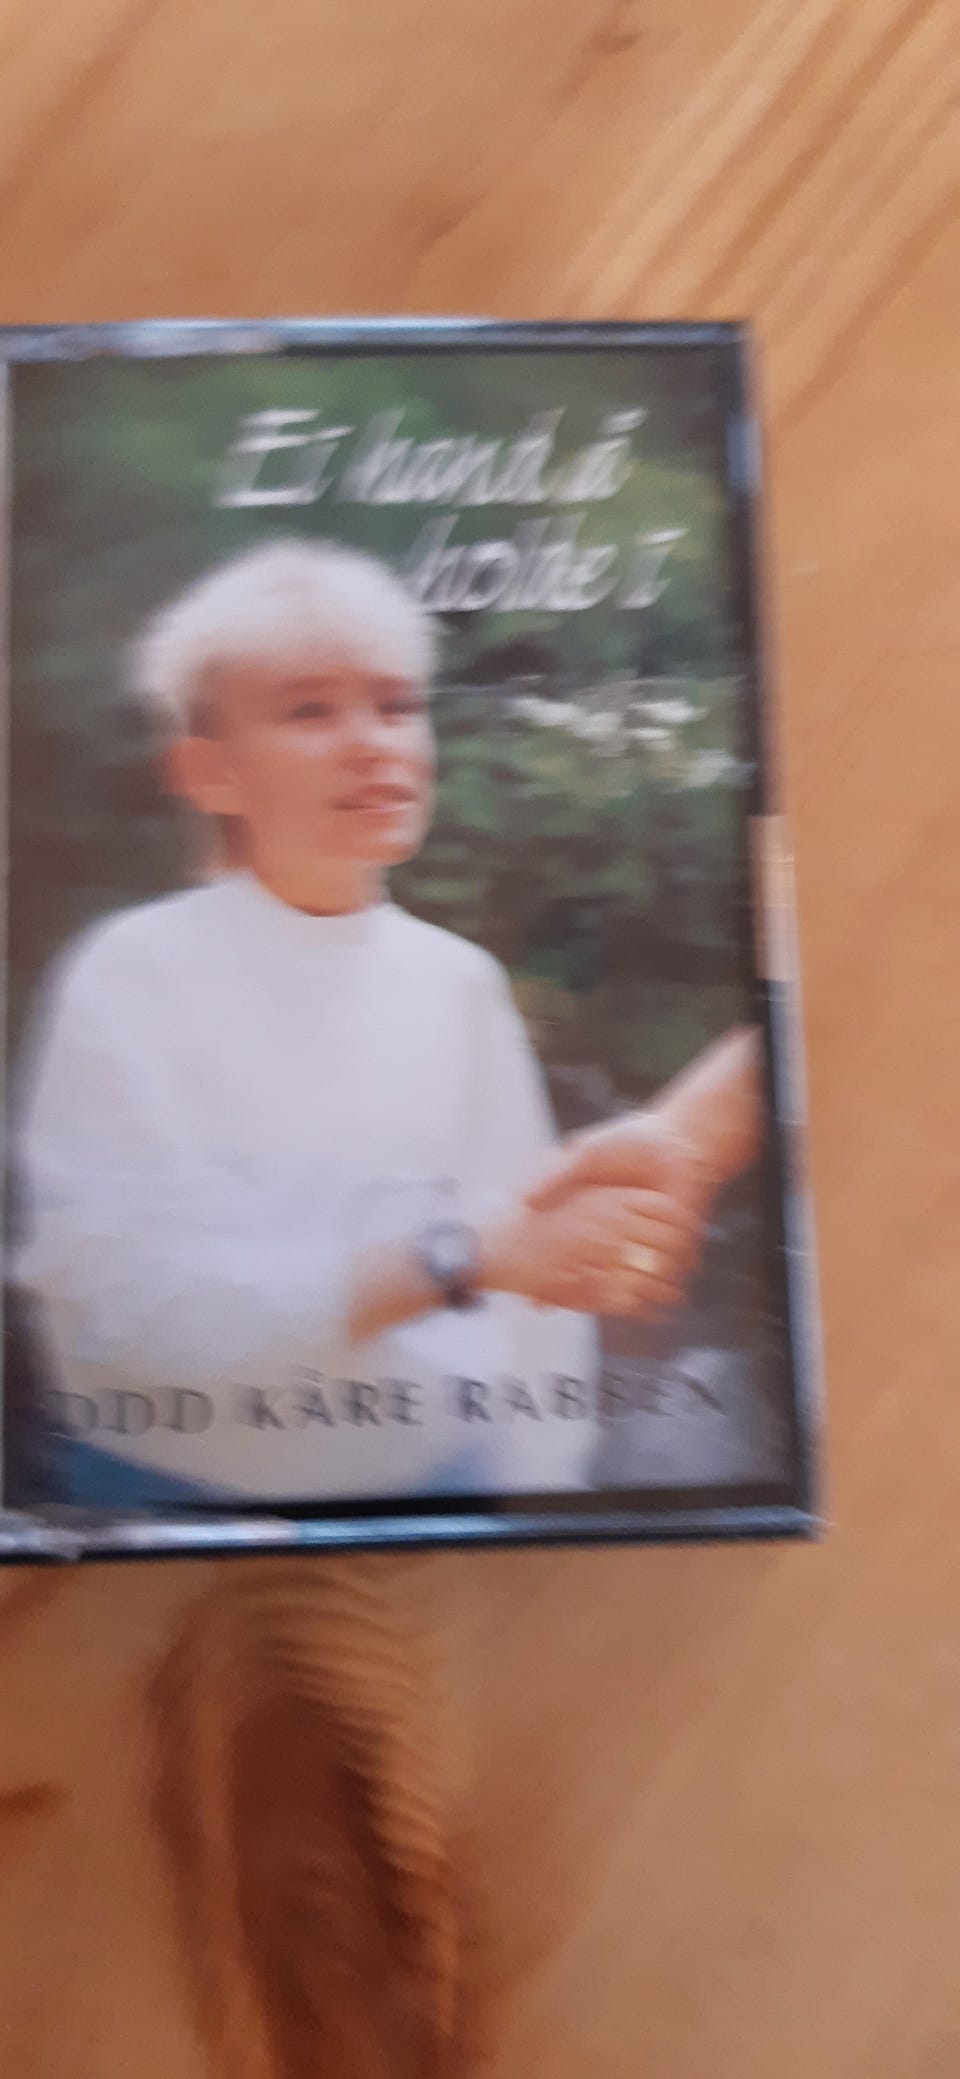 Ei hand å
holde i
ODD KÅRE RABBEN